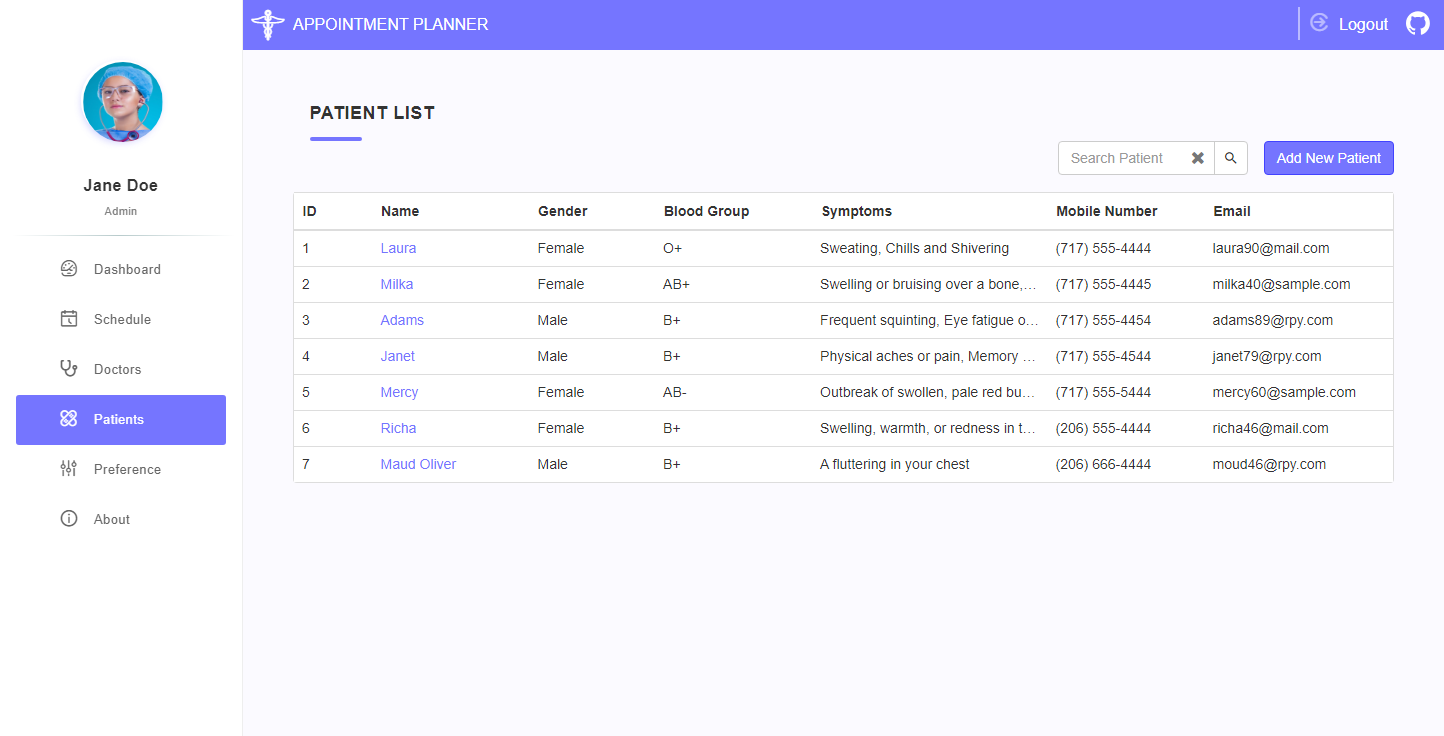 APPOINTMENT PLANNER
Logout
Jane Doe
Admin
Dashboard
Schedule
Doctors
Patients
Preference
About
PATIENT LIST
Search Patient
Add New Patient
ID Name Gender Blood Group Symptoms Mobile Number Email
1 Laura Female O+ Sweating, Chills and Shivering (717) 555-4444 laura90@mail.com
2 Milka Female AB+ Swelling or bruising over a bone,... (717) 555-4445 milka40@sample.com
3 Adams Male B+ Frequent squinting, Eye fatigue o... (717) 555-4454 adams89@rpy.com
4 Janet Male B+ Physical aches or pain, Memory ... (717) 555-4544 janet79@rpy.com
5 Mercy Female AB- Outbreak of swollen, pale red bu... (717) 555-5444 mercy60@sample.com
6 Richa Female B+ Swelling, warmth, or redness in t... (206) 555-4444 richa46@mail.com
7 Maud Oliver Male B+ A fluttering in your chest (206) 666-4444 moud46@rpy.com